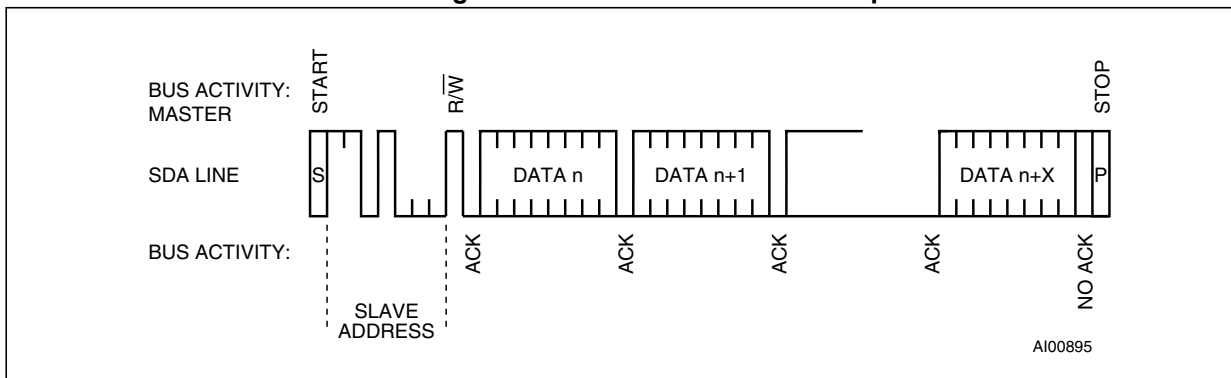 START
R/W̅
STOP
BUS ACTIVITY:
MASTER
SDA LINE
S
DATA n
DATA n+1
DATA n+X
P
BUS ACTIVITY:
ACK
ACK
ACK
ACK
NO ACK
SLAVE
ADDRESS
AI00895